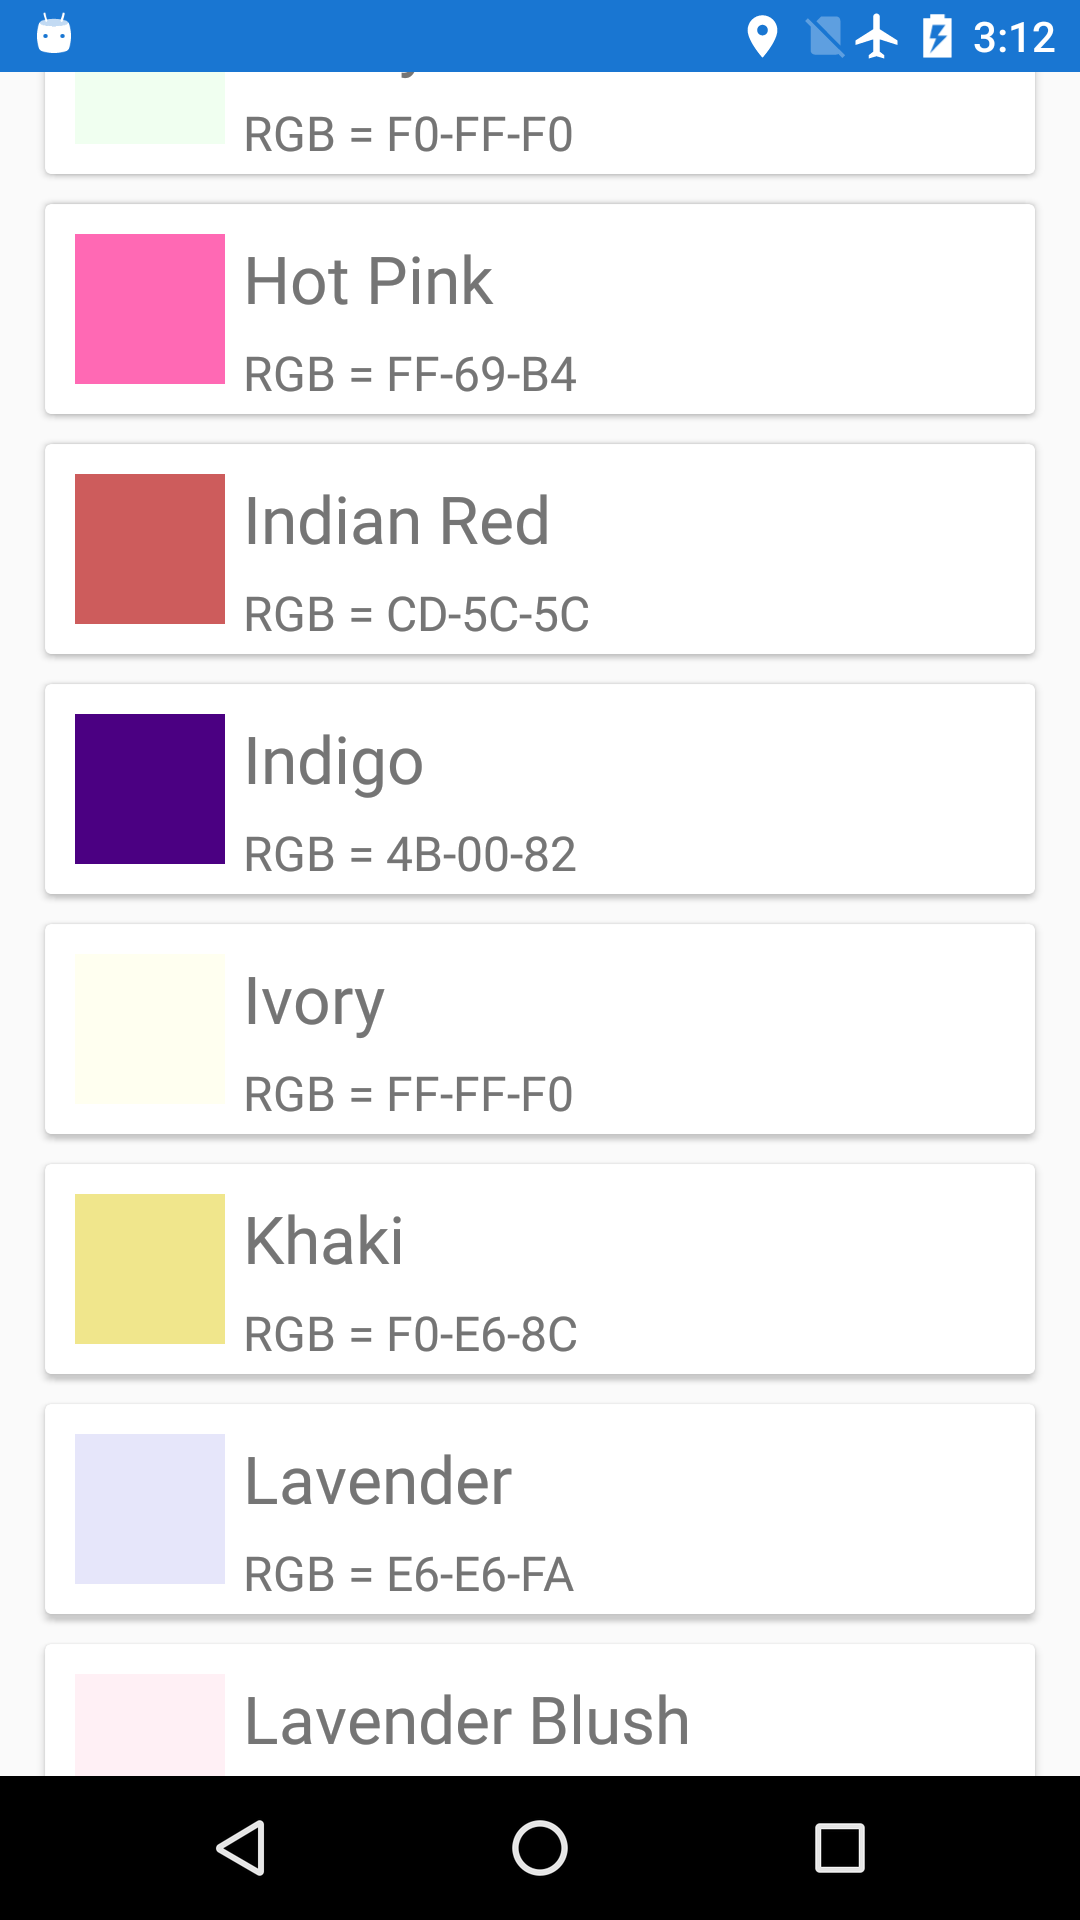 3:12
RGB = F0-FF-F0
Hot Pink
RGB = FF-69-B4
Indian Red
RGB = CD-5C-5C
Indigo
RGB = 4B-00-82
Ivory
RGB = FF-FF-F0
Khaki
RGB = F0-E6-8C
Lavender
RGB = E6-E6-FA
Lavender Blush